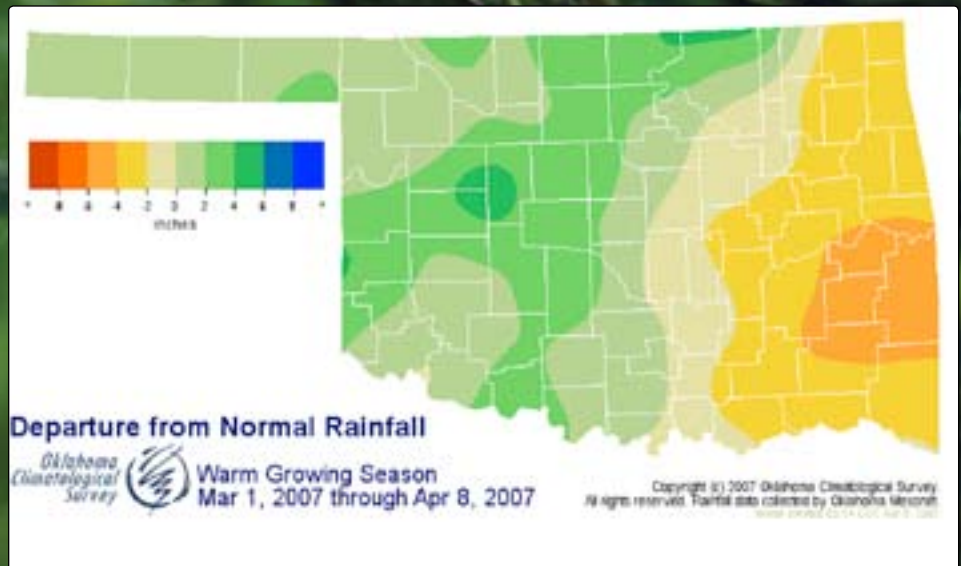 - 8 6 4 2 0 2 4 6 8 +
inches
Departure from Normal Rainfall
Oklahoma
Climatological
Survey
Warm Growing Season
Mar 1, 2007 through Apr 8, 2007
Copyright (c) 2007 Oklahoma Climatological Survey.
All rights reserved. Rainfall data collected by Oklahoma Mesonet.